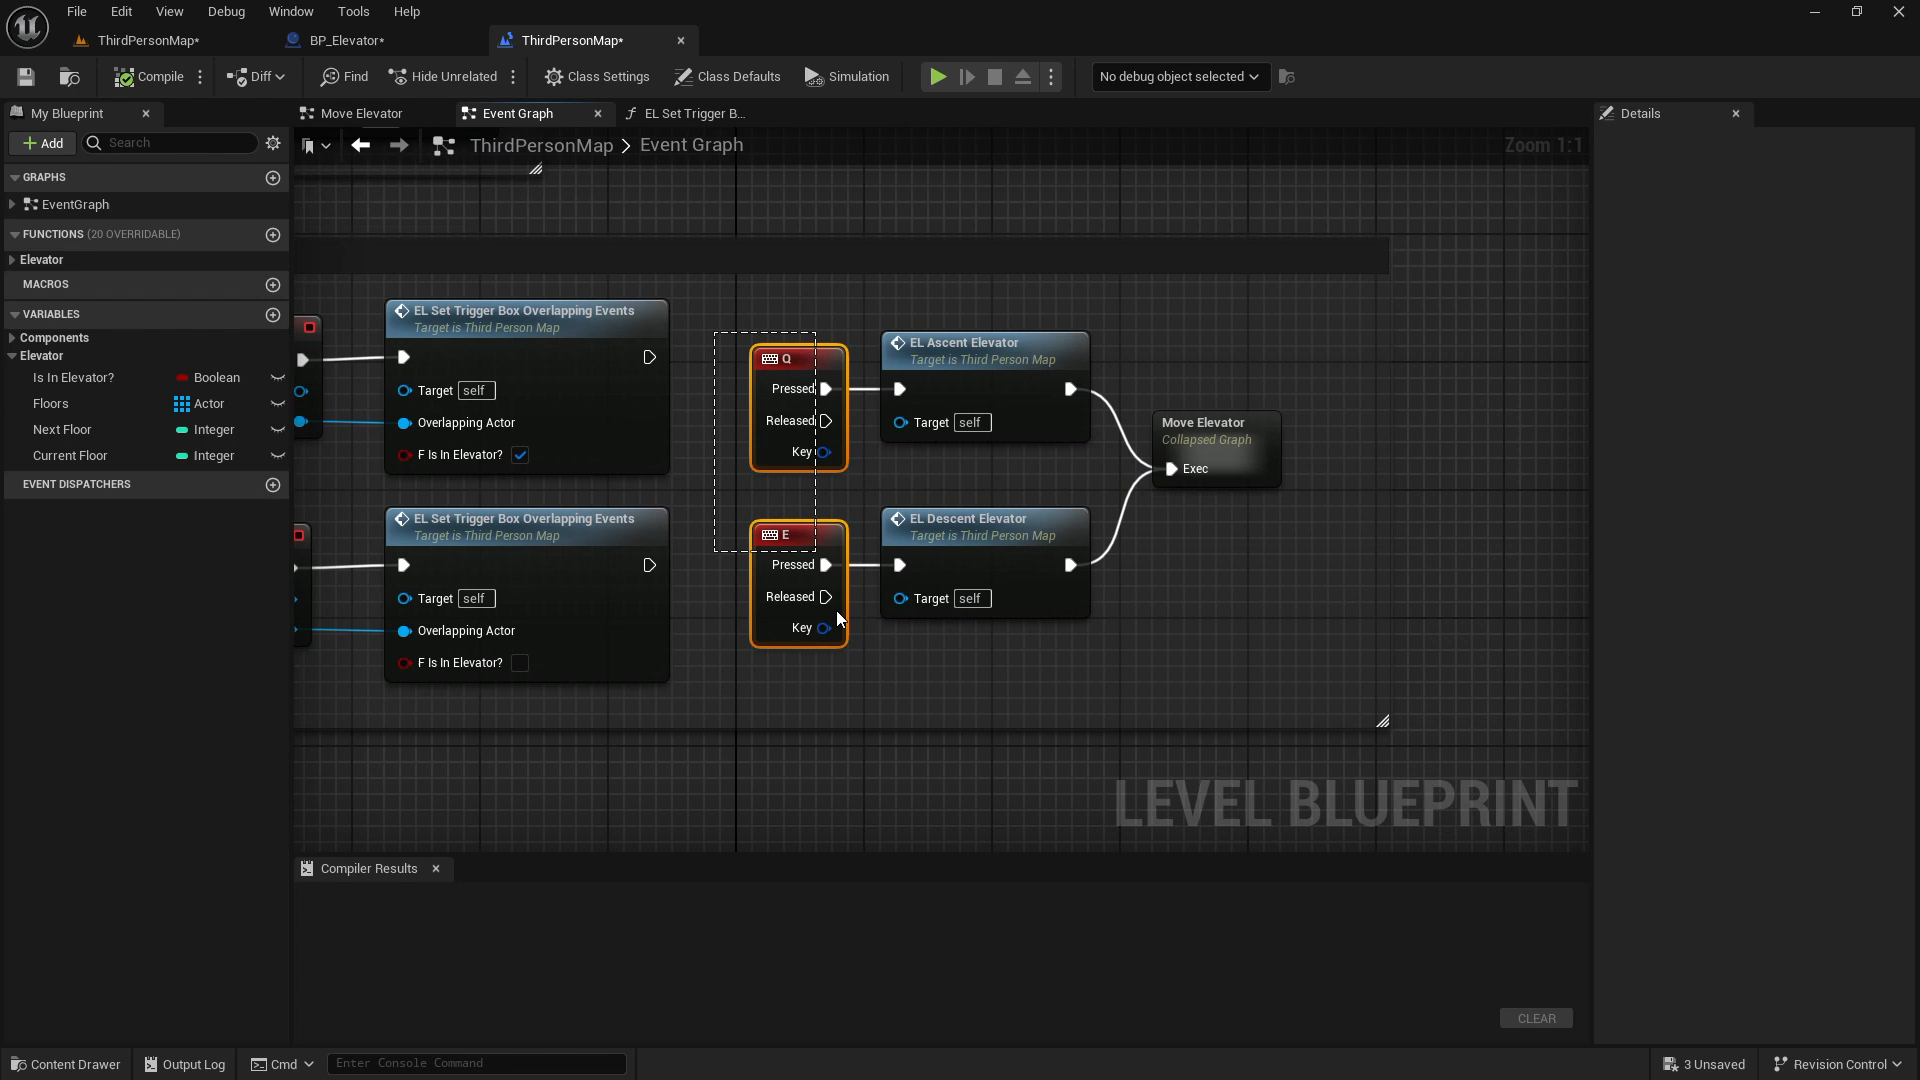 File Edit View Debug Window Tools Help
ThirdPersonMap* BP_Elevator* ThirdPersonMap*
Compile Diff Find Hide Unrelated Class Settings Class Defaults Simulation No debug object selected
My Blueprint Move Elevator Event Graph EL Set Trigger B... Details
Add Search ThirdPersonMap > Event Graph Zoom 1:1
GRAPHS
EventGraph
FUNCTIONS (20 OVERRIDABLE)
Elevator
MACROS
VARIABLES
Components
Elevator
Is In Elevator? Boolean
Floors Actor
Next Floor Integer
Current Floor Integer
EVENT DISPATCHERS
EL Set Trigger Box Overlapping Events
Target is Third Person Map
Target self
Overlapping Actor
F Is In Elevator?
EL Set Trigger Box Overlapping Events
Target is Third Person Map
Target self
Overlapping Actor
F Is In Elevator?
Q
Pressed
Released
Key
E
Pressed
Released
Key
EL Ascent Elevator
Target is Third Person Map
Target self
EL Descent Elevator
Target is Third Person Map
Target self
Move Elevator
Collapsed Graph
Exec
LEVEL BLUEPRINT
Compiler Results
CLEAR
Content Drawer Output Log Cmd Enter Console Command 3 Unsaved Revision Control